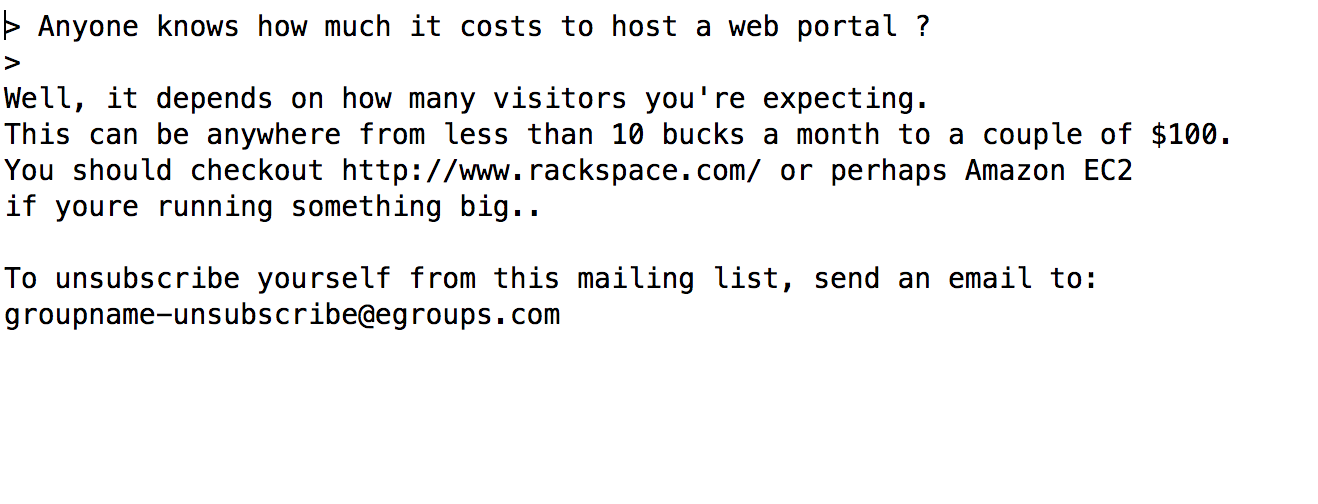 > Anyone knows how much it costs to host a web portal ?
>
Well, it depends on how many visitors you're expecting.
This can be anywhere from less than 10 bucks a month to a couple of $100.
You should checkout http://www.rackspace.com/ or perhaps Amazon EC2
if youre running something big..

To unsubscribe yourself from this mailing list, send an email to:
groupname-unsubscribe@egroups.com